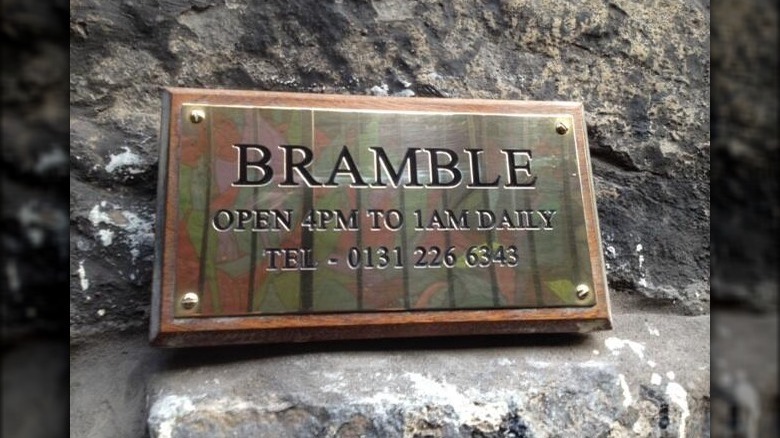 BRAMBLE
OPEN 4PM TO 1AM DAILY
TEL - 0131 226 6343